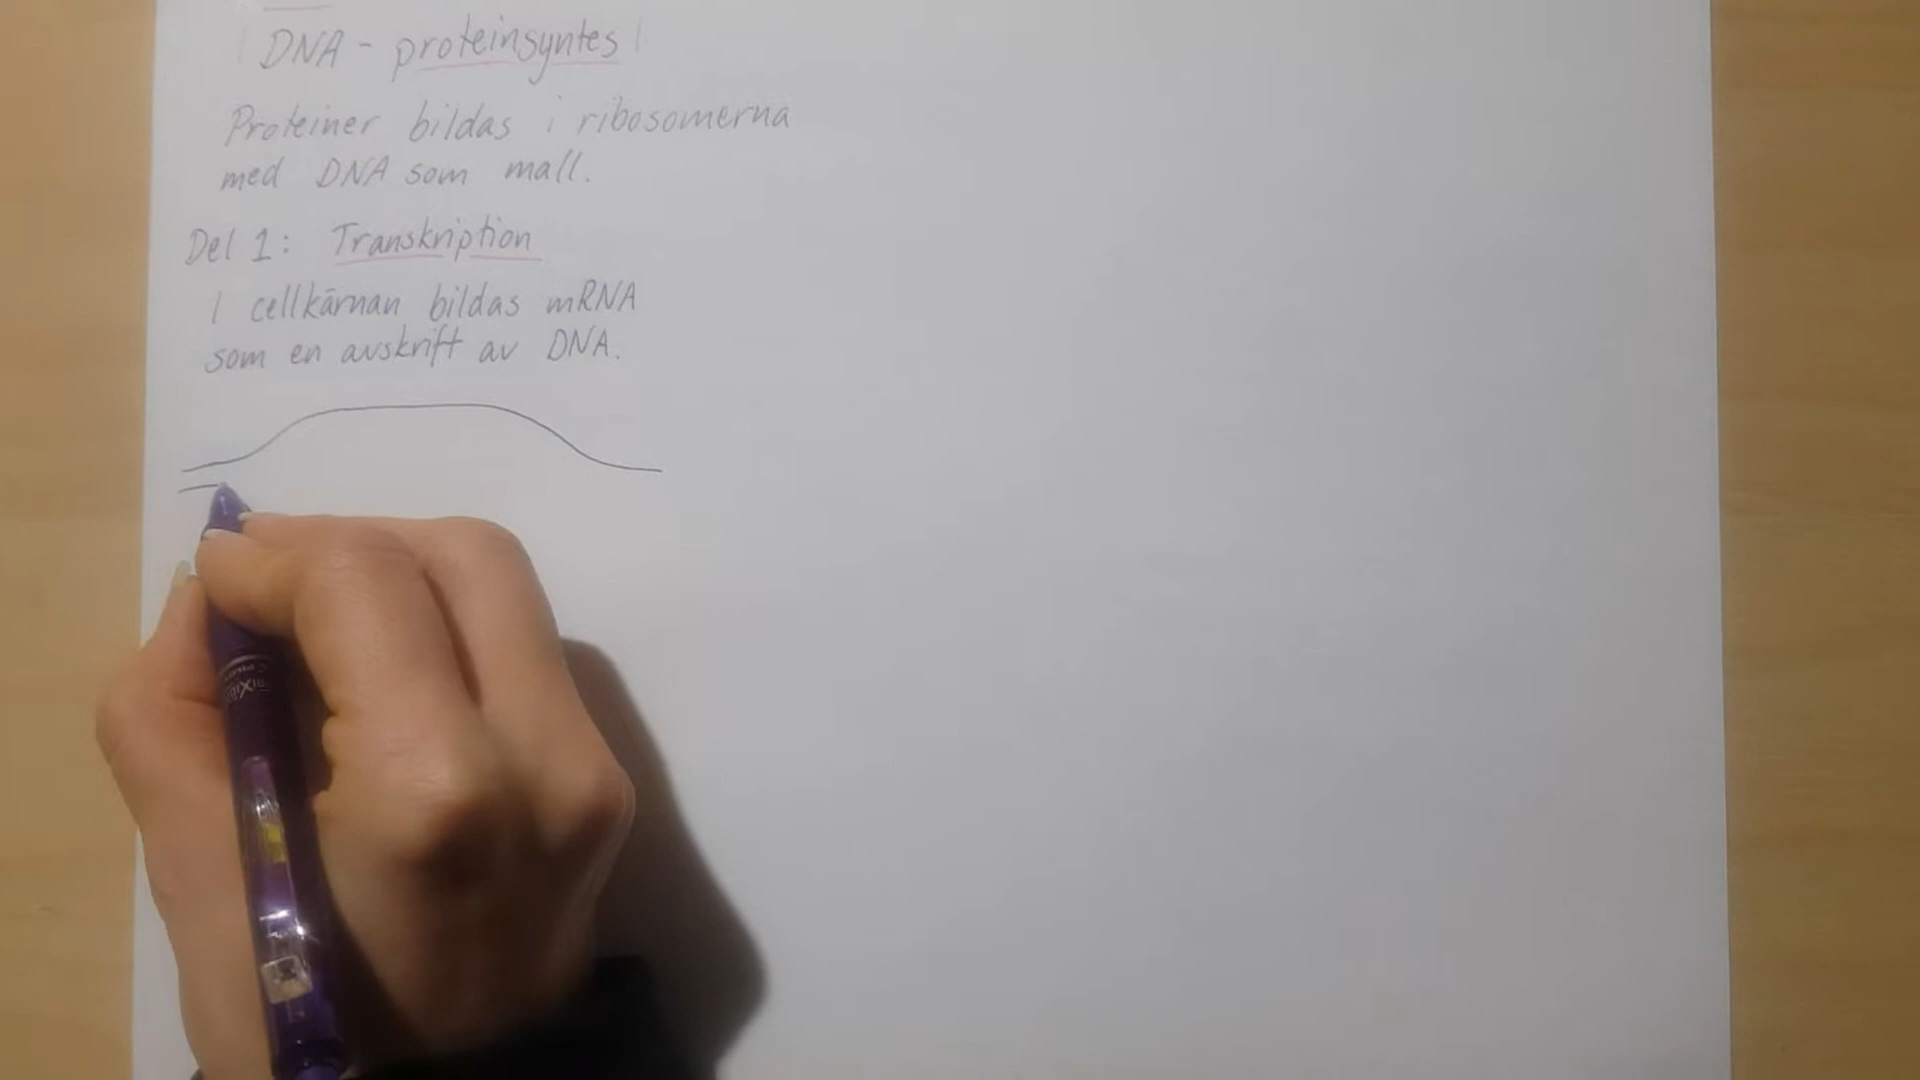 DNA - proteinsyntes
Proteiner bildas i ribosomerna
med DNA som mall.
Del 1: Transkription
I cellkärnan bildas mRNA
som en avskrift av DNA.